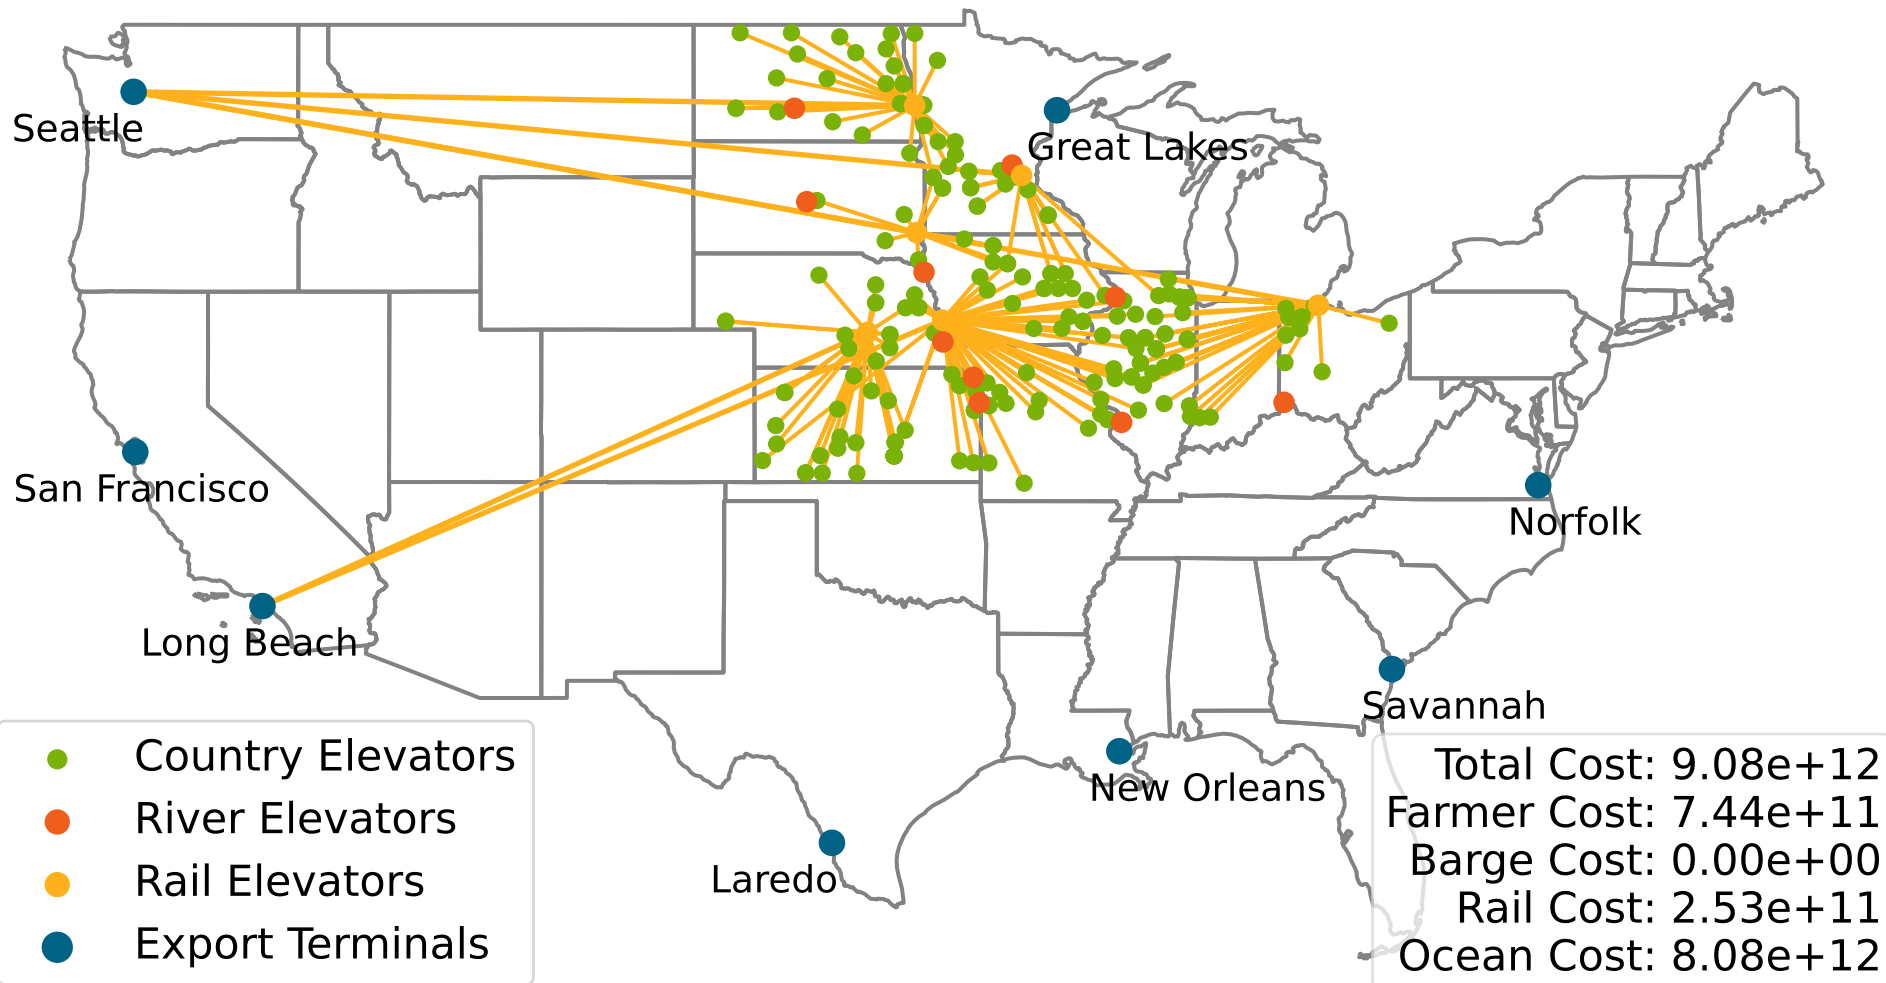 Seattle
Great Lakes
San Francisco
Norfolk
Long Beach
Savannah
New Orleans
Laredo
Country Elevators
River Elevators
Rail Elevators
Export Terminals
Total Cost: 9.08e+12
Farmer Cost: 7.44e+11
Barge Cost: 0.00e+00
Rail Cost: 2.53e+11
Ocean Cost: 8.08e+12